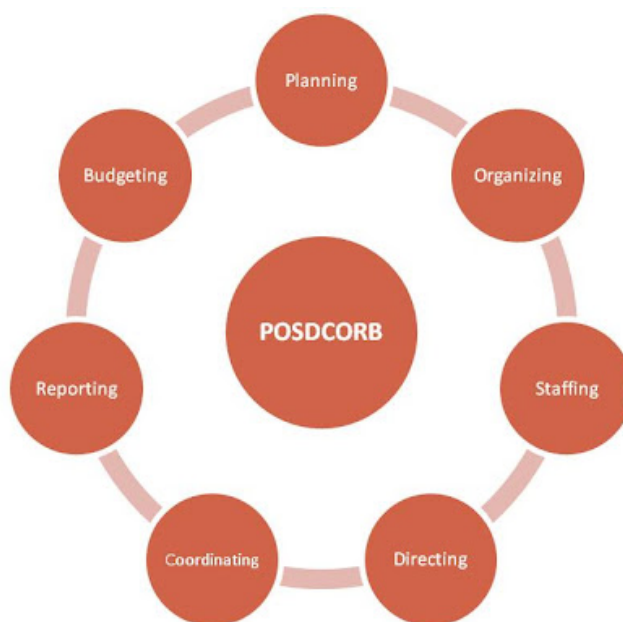 Planning
Organizing
Staffing
Directing
Coordinating
Reporting
Budgeting
POSDCORB